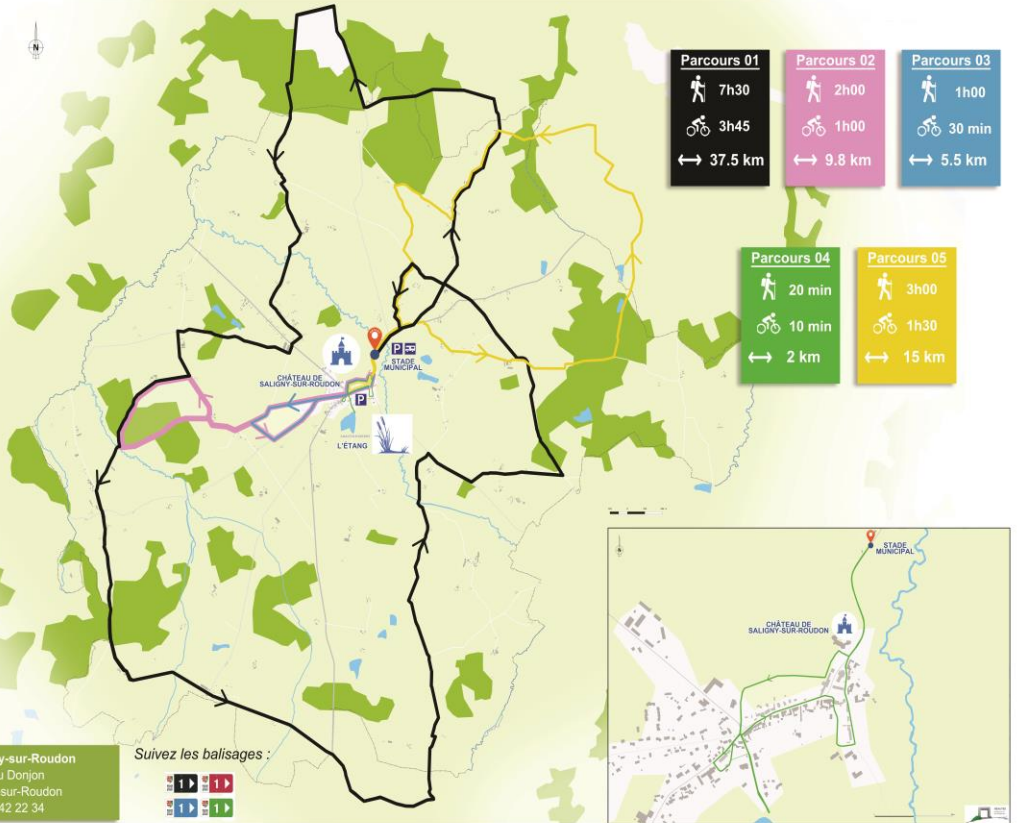 N
Parcours 01
7h30
3h45
37.5 km
Parcours 02
2h00
1h00
9.8 km
Parcours 03
1h00
30 min
5.5 km
Parcours 04
20 min
10 min
2 km
Parcours 05
3h00
1h30
15 km
P
STADE
MUNICIPAL
CHÂTEAU DE
SALIGNY-SUR-ROUDON
P
L'ÉTANG
STADE
MUNICIPAL
CHÂTEAU DE
SALIGNY-SUR-ROUDON
y-sur-Roudon
u Donjon
-sur-Roudon
42 22 34
Suivez les balisages :
1 1
1 1